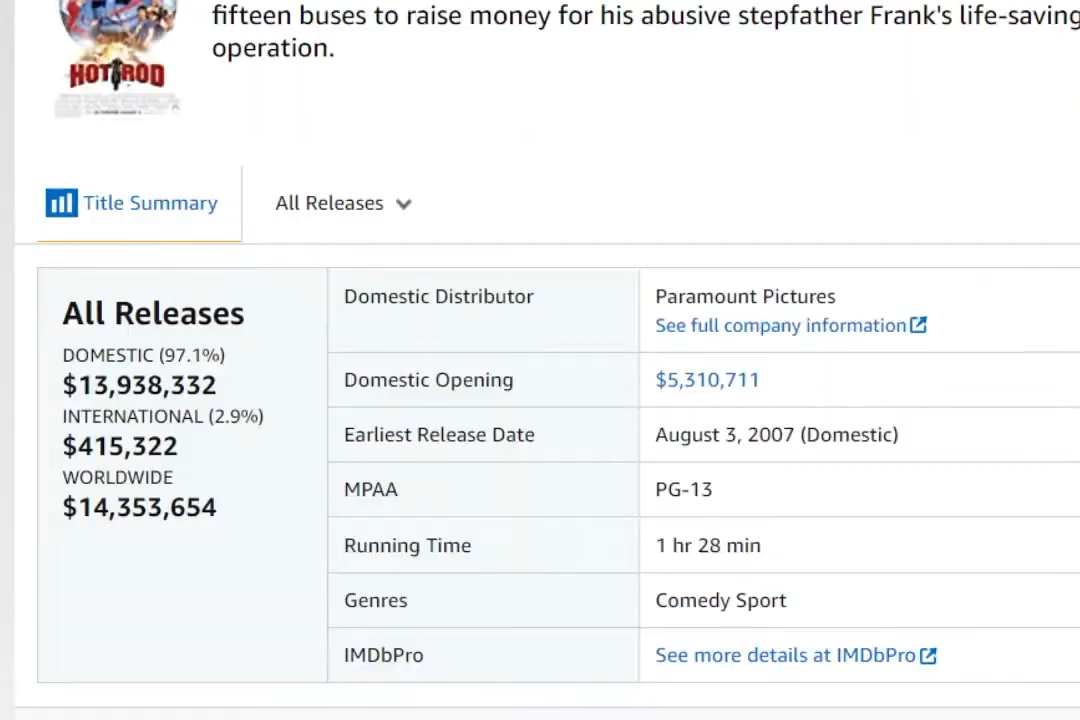 fifteen buses to raise money for his abusive stepfather Frank's life-saving
operation.
HOT ROD
Title Summary
All Releases
All Releases
DOMESTIC (97.1%)
$13,938,332
INTERNATIONAL (2.9%)
$415,322
WORLDWIDE
$14,353,654
Domestic Distributor
Paramount Pictures
See full company information
Domestic Opening
$5,310,711
Earliest Release Date
August 3, 2007 (Domestic)
MPAA
PG-13
Running Time
1 hr 28 min
Genres
Comedy Sport
IMDbPro
See more details at IMDbPro